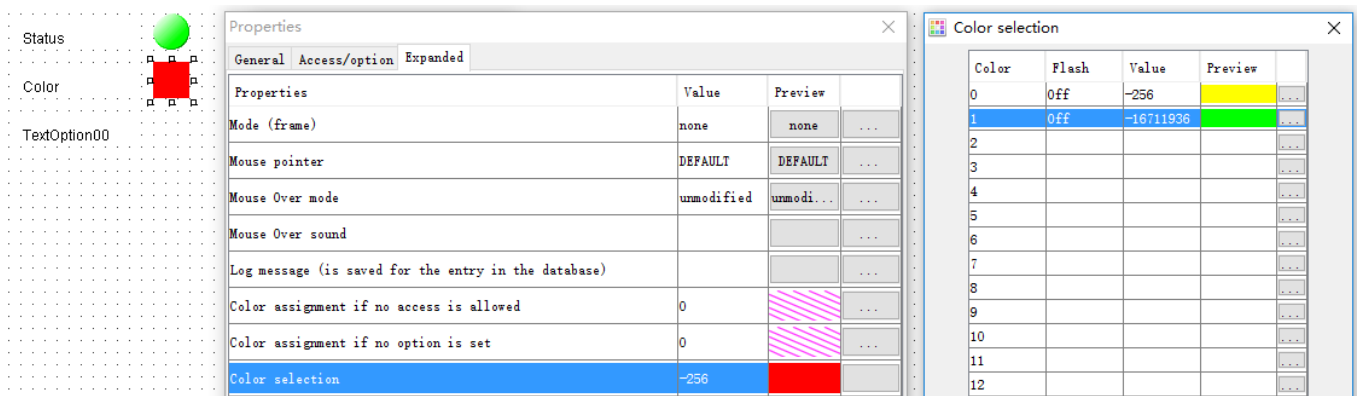 Status
Color
TextOption00
Properties
General Access/option Expanded
Properties Value Preview
Mode (frame) none none ...
Mouse pointer DEFAULT DEFAULT ...
Mouse Over mode unmodified unmodi... ...
Mouse Over sound ...
Log message (is saved for the entry in the database) ...
Color assignment if no access is allowed 0 ...
Color assignment if no option is set 0 ...
Color selection -256
Color selection
Color Flash Value Preview
0 Off -256 ...
1 Off -16711936 ...
2 ...
3 ...
4 ...
5 ...
6 ...
7 ...
8 ...
9 ...
10 ...
11 ...
12 ...